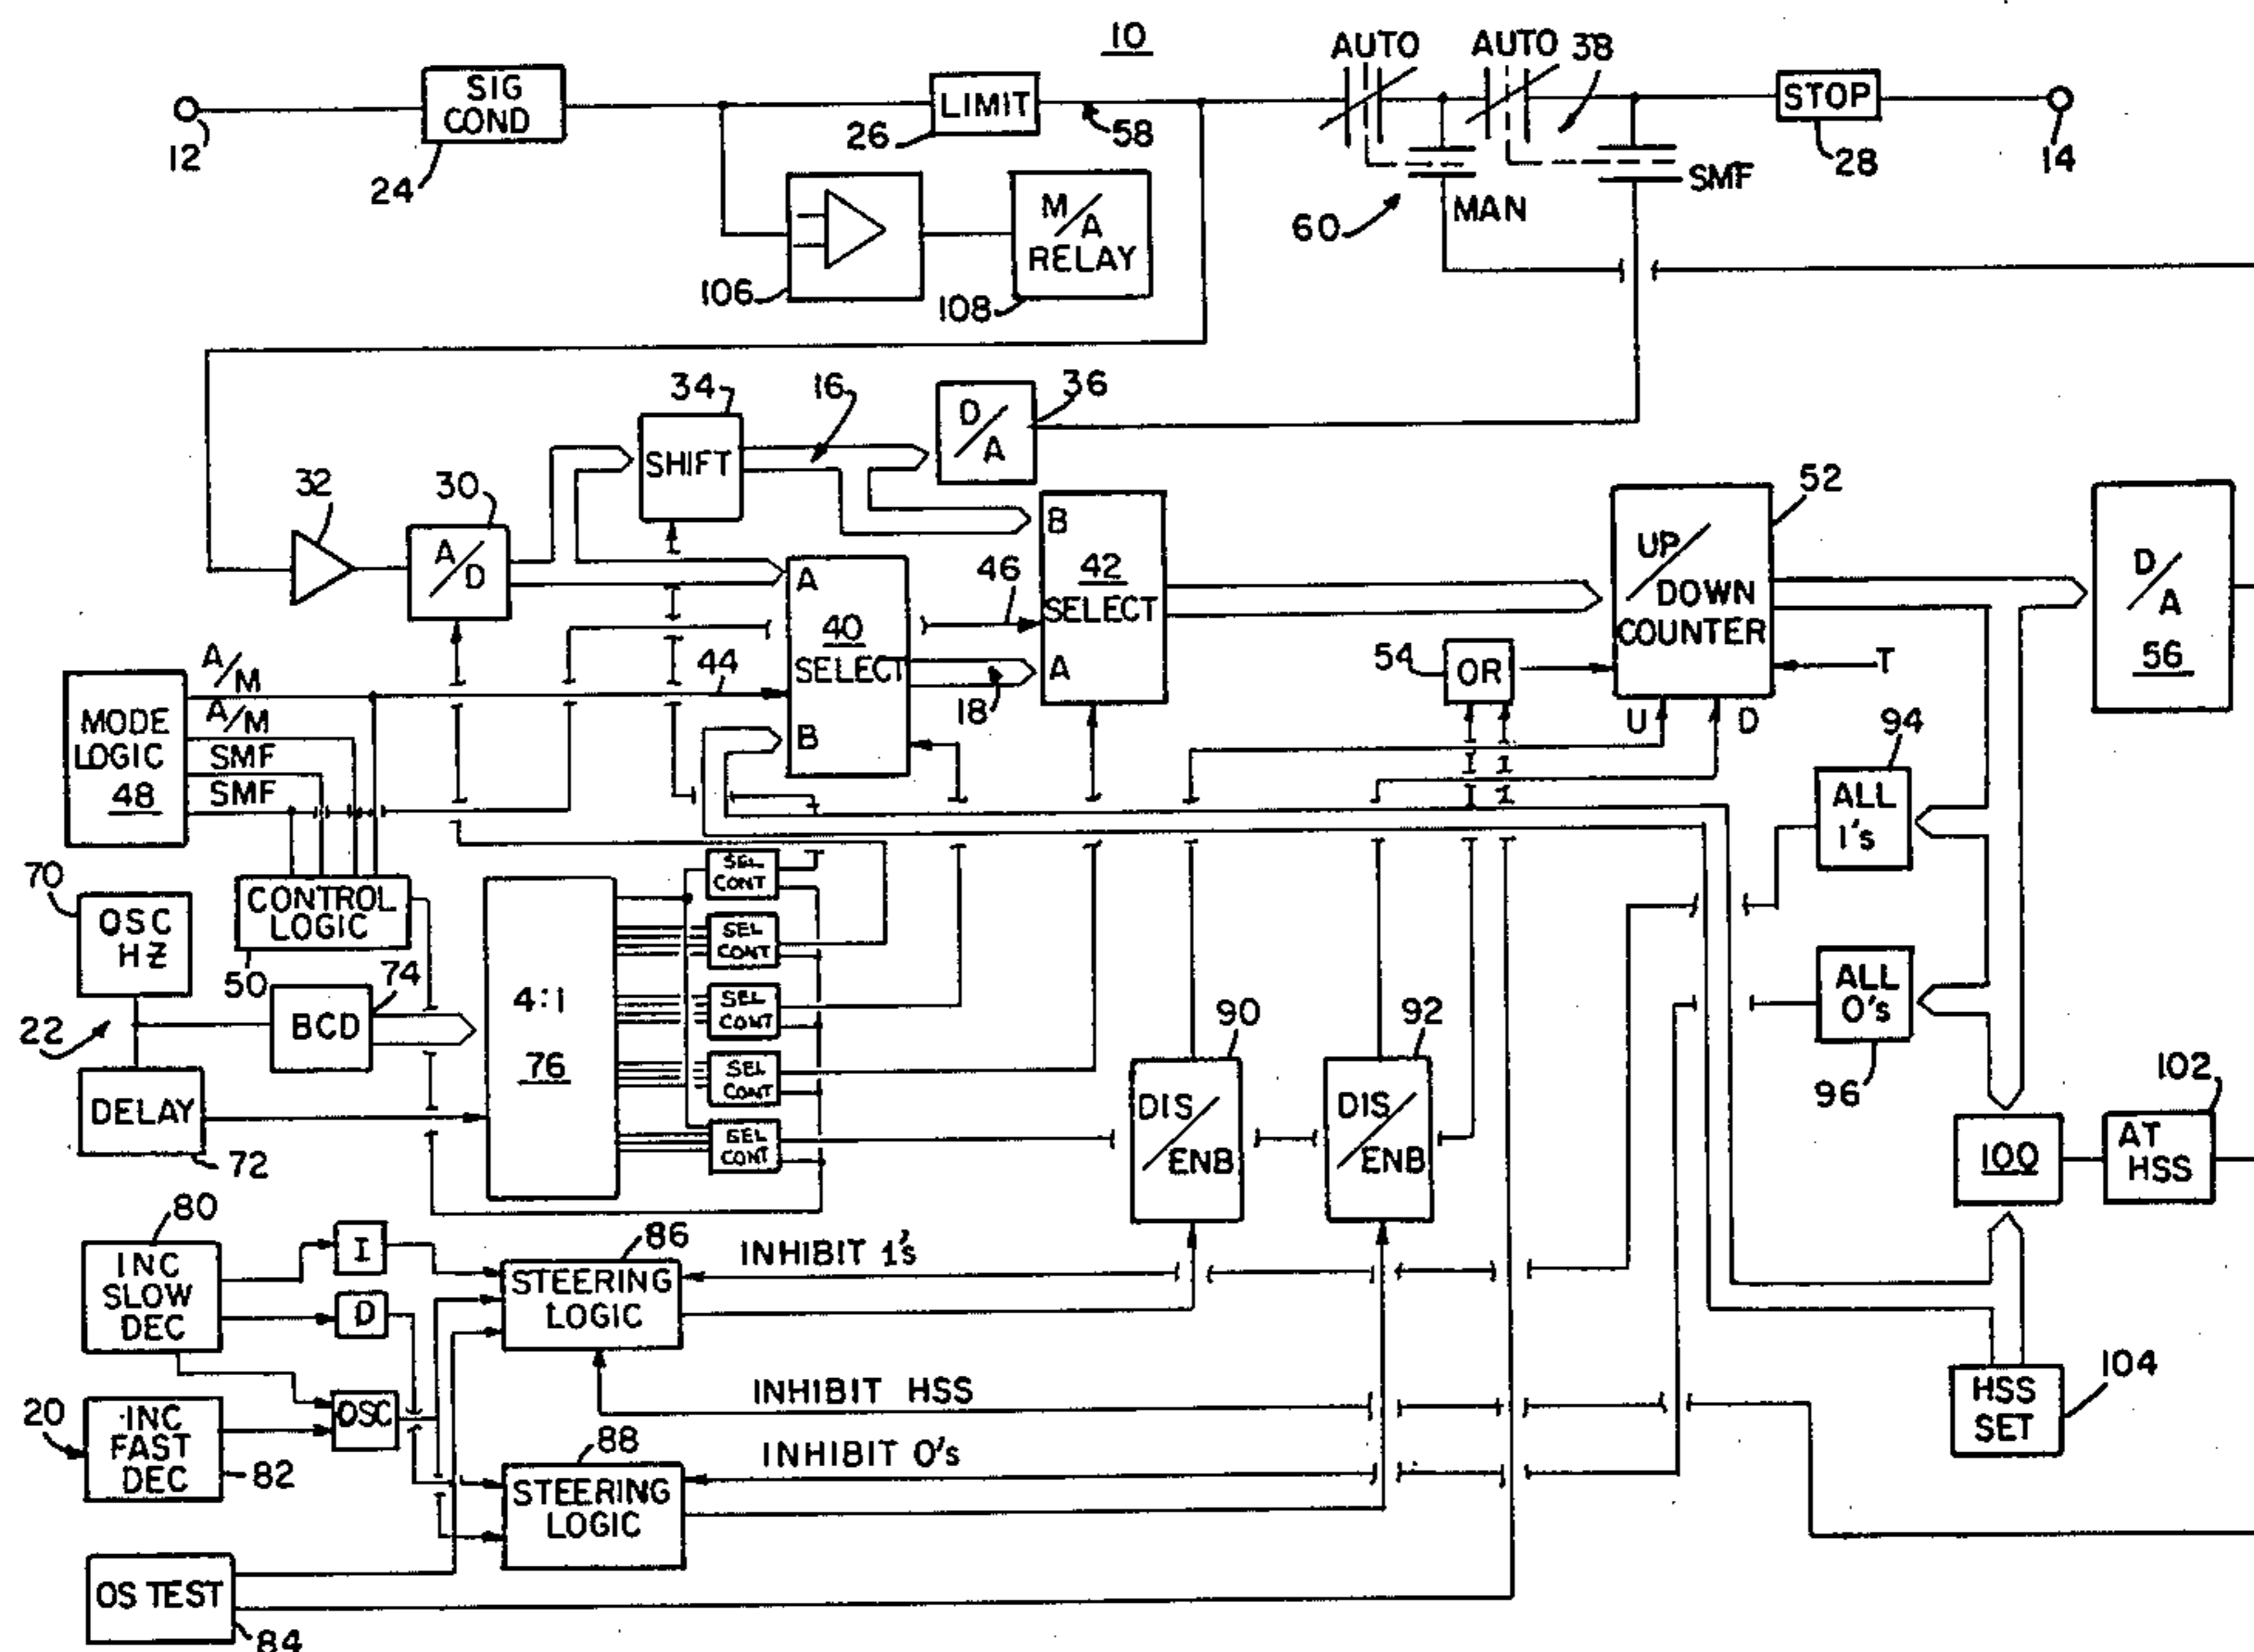 10
AUTO
AUTO
38
SIG
COND
LIMIT
STOP
12
24
26
58
28
14
SMF
MAN
60
M/A
RELAY
106
108
34
16
D/A
36
SHIFT
32
30
A/D
B
42
SELECT
A
46
UP/
DOWN
COUNTER
52
D/A
56
A
40
SELECT
B
44
18
54
OR
T
U
D
A/M
A/M
SMF
SMF
MODE
LOGIC
48
94
ALL
1's
70
OSC
HZ
CONTROL
LOGIC
50
74
BCD
22
DELAY
72
4:1
76
SEL
CONT
SEL
CONT
SEL
CONT
SEL
CONT
SEL
CONT
90
DIS/
ENB
92
DIS/
ENB
ALL
0's
96
102
100
AT
HSS
80
INC
SLOW
DEC
I
D
86
STEERING
LOGIC
INHIBIT 1's
INHIBIT HSS
INHIBIT 0's
HSS
SET
104
20
INC
FAST
DEC
82
OSC
88
STEERING
LOGIC
OS TEST
84